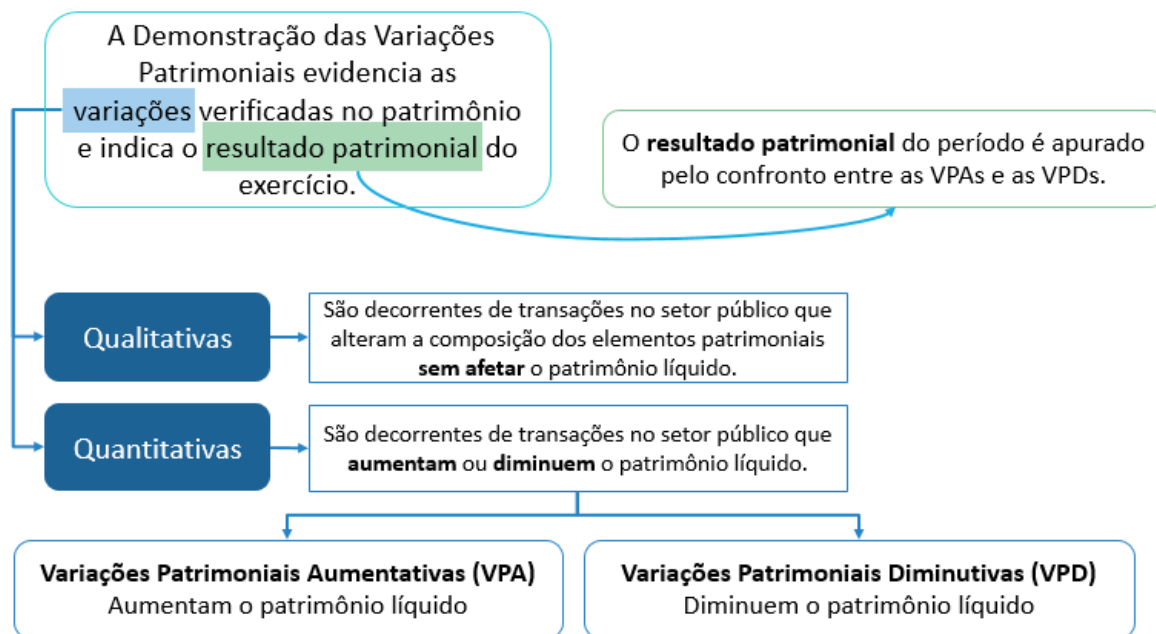 A Demonstração das Variações
Patrimoniais evidencia as
variações verificadas no patrimônio
e indica o resultado patrimonial do
exercício.
O resultado patrimonial do período é apurado
pelo confronto entre as VPAs e as VPDs.
Qualitativas
São decorrentes de transações no setor público que
alteram a composição dos elementos patrimoniais
sem afetar o patrimônio líquido.
Quantitativas
São decorrentes de transações no setor público que
aumentam ou diminuem o patrimônio líquido.
Variações Patrimoniais Aumentativas (VPA)
Aumentam o patrimônio líquido
Variações Patrimoniais Diminutivas (VPD)
Diminuem o patrimônio líquido